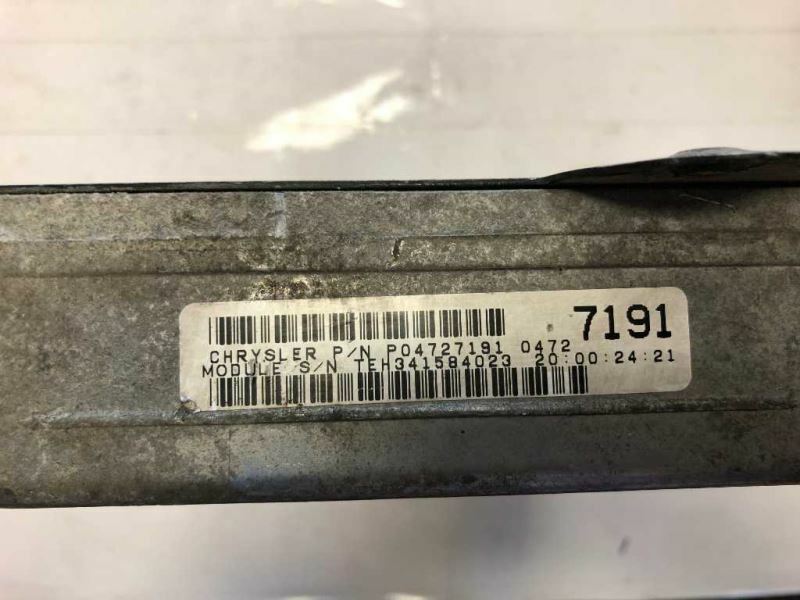 7191
CHRYSLER P/N P04727191 0472
MODULE S/N TEH341584023 20:00:24:21